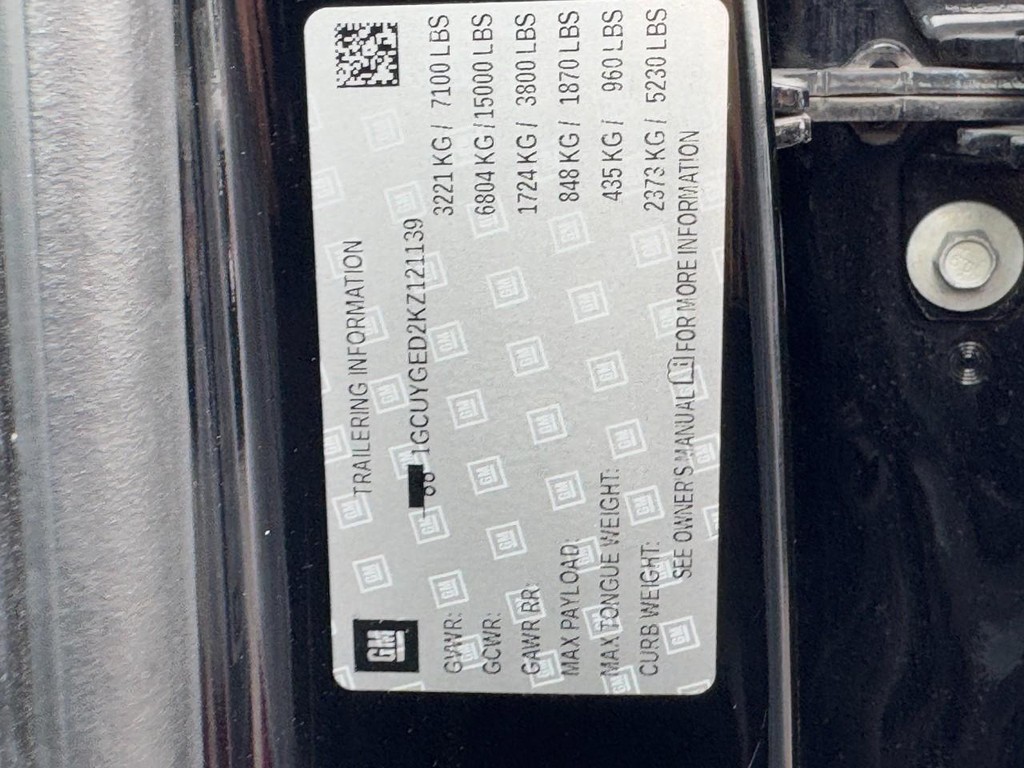 GM
TRAILERING INFORMATION
1GCUYGED2KZ121139
GVWR: 3221 KG / 7100 LBS
GCWR: 6804 KG / 15000 LBS
GAWR RR: 1724 KG / 3800 LBS
MAX PAYLOAD: 848 KG / 1870 LBS
MAX TONGUE WEIGHT: 435 KG / 960 LBS
CURB WEIGHT: 2373 KG / 5230 LBS
SEE OWNER'S MANUAL i FOR MORE INFORMATION